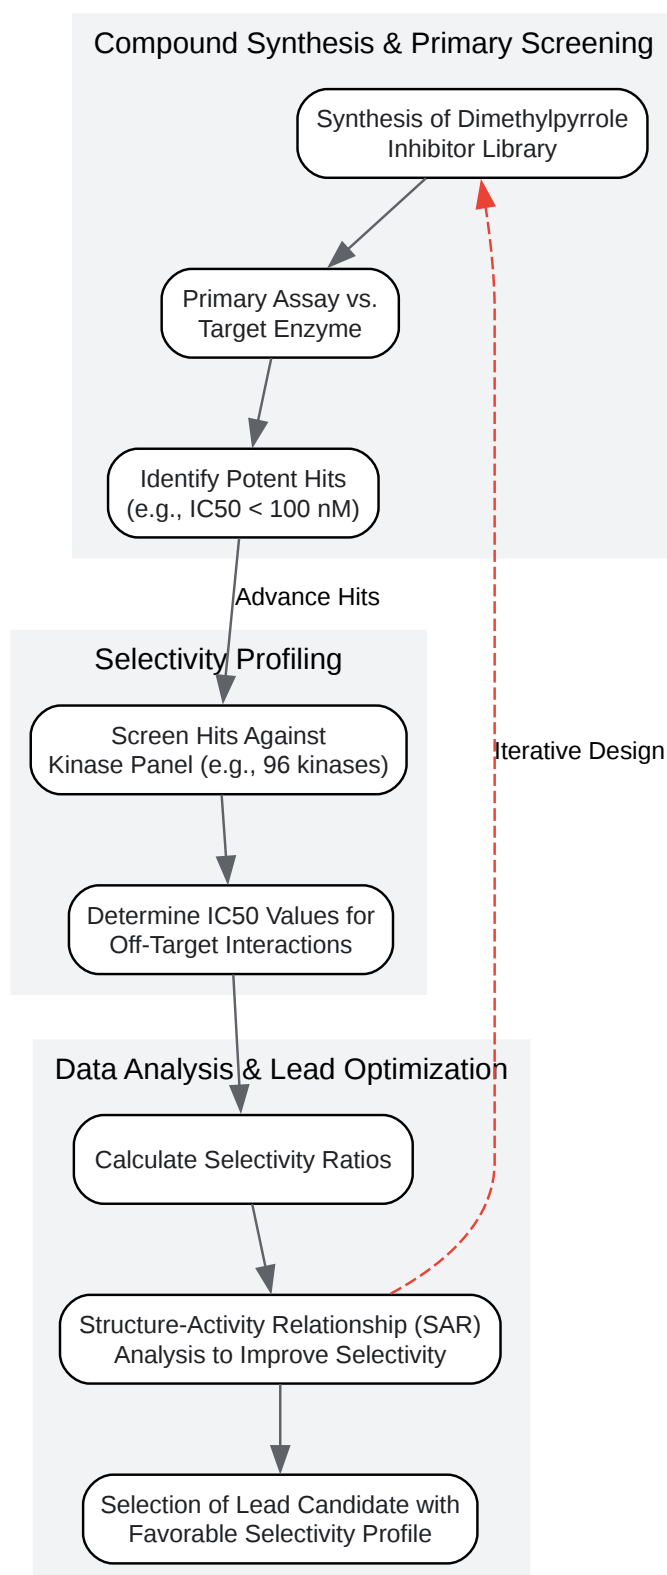 Compound Synthesis & Primary Screening
Synthesis of Dimethylpyrrole
Inhibitor Library
Primary Assay vs.
Target Enzyme
Identify Potent Hits
(e.g., IC50 < 100 nM)
Advance Hits
Selectivity Profiling
Screen Hits Against
Kinase Panel (e.g., 96 kinases)
Iterative Design
Determine IC50 Values for
Off-Target Interactions
Data Analysis & Lead Optimization
Calculate Selectivity Ratios
Structure-Activity Relationship (SAR)
Analysis to Improve Selectivity
Selection of Lead Candidate with
Favorable Selectivity Profile